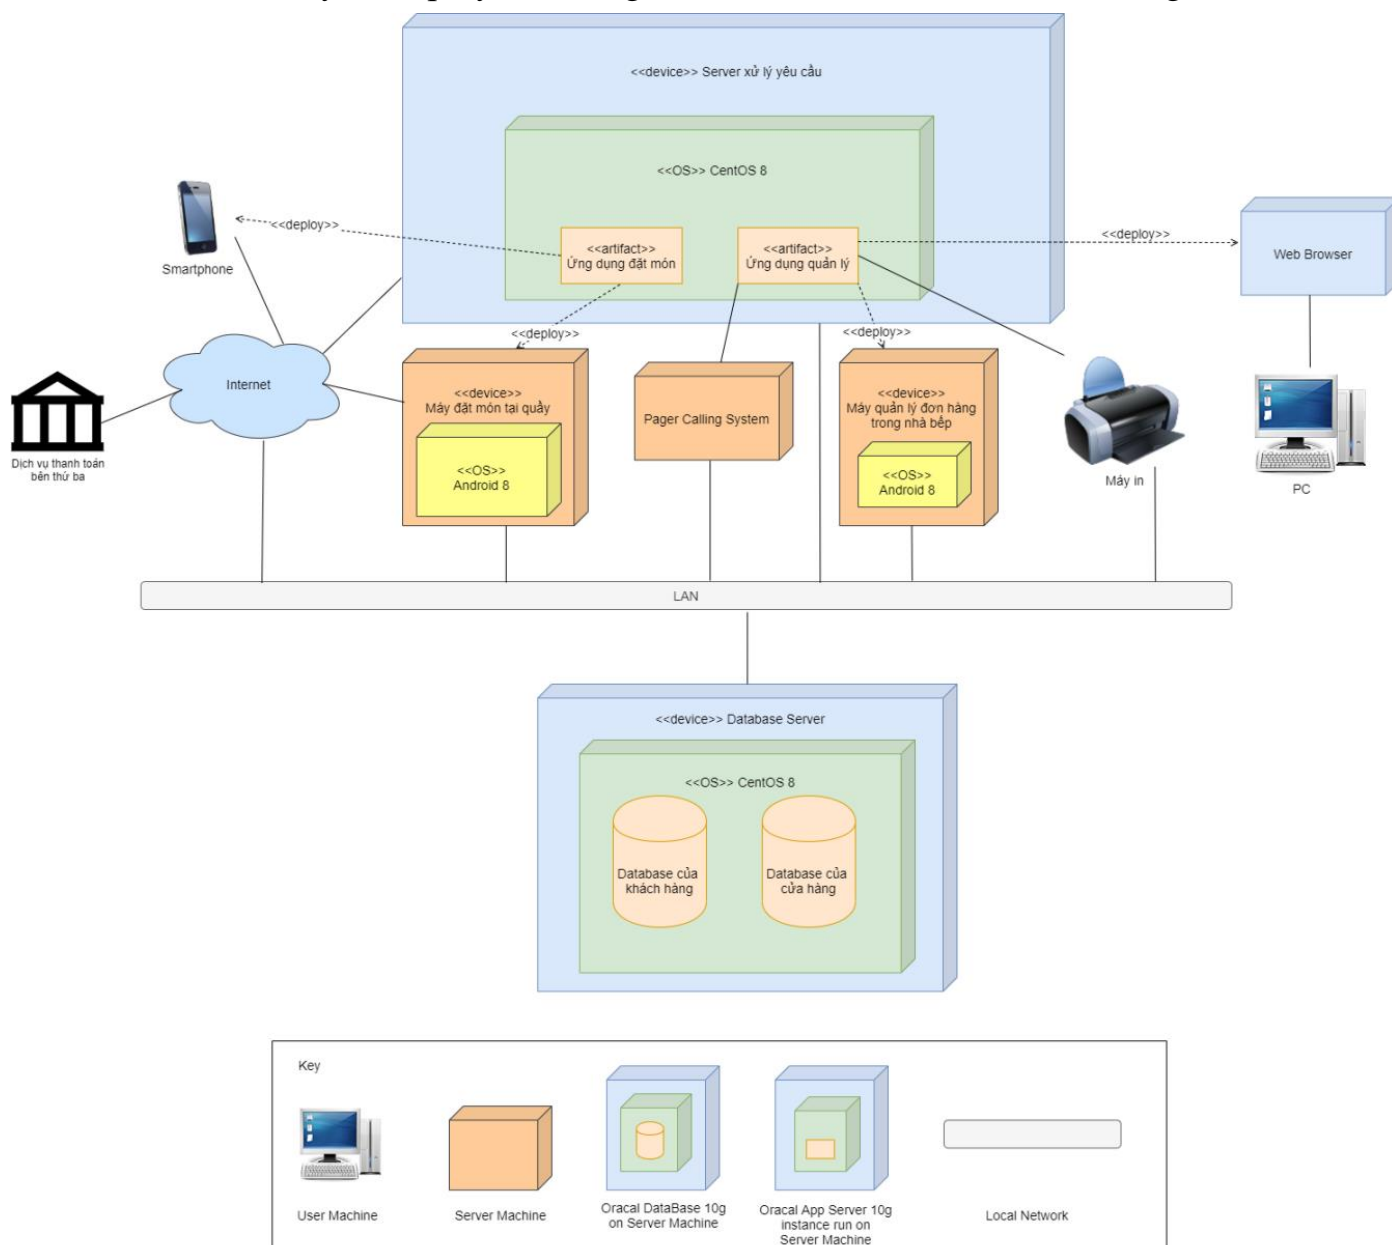 <<device>> Server xử lý yêu cầu
<<OS>> CentOS 8
<<deploy>>
<<artifact>>
Ứng dụng đặt món
<<artifact>>
Ứng dụng quản lý
<<deploy>>
Web Browser
Smartphone
<<deploy>>
<<deploy>>
Internet
<<device>>
Máy đặt món tại quầy
<<OS>>
Android 8
Pager Calling System
<<device>>
Máy quản lý đơn hàng
trong nhà bếp
<<OS>>
Android 8
Máy in
PC
Dịch vụ thanh toán
bên thứ ba
LAN
<<device>> Database Server
<<OS>> CentOS 8
Database của
khách hàng
Database của
cửa hàng
Key
User Machine
Server Machine
Oracal DataBase 10g
on Server Machine
Oracal App Server 10g
instance run on
Server Machine
Local Network